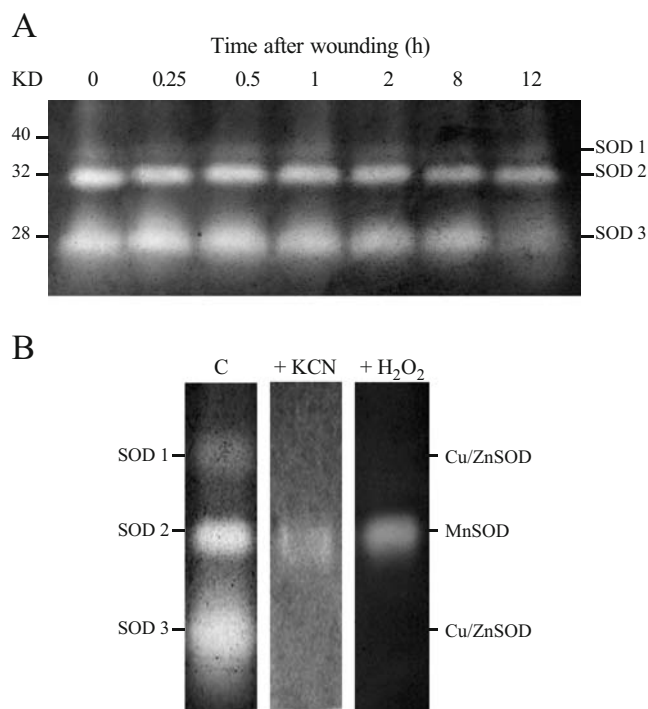 A
Time after wounding (h)
KD 0 0.25 0.5 1 2 8 12
40
SOD 1
32 SOD 2
28 SOD 3
B
C + KCN + H₂O₂
SOD 1 Cu/ZnSOD
SOD 2 MnSOD
SOD 3 Cu/ZnSOD